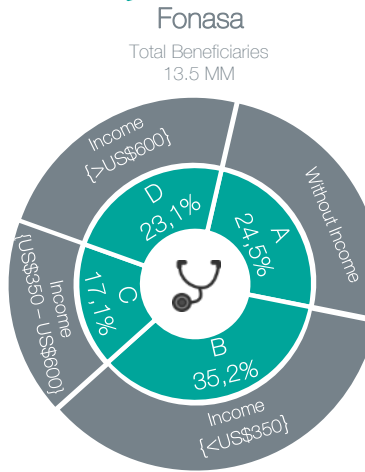 Fonasa
Total Beneficiaries
13.5 MM
Income
{>US$600}
D
23,1%
Without Income
A
24,5%
Income
{US$350 – US$600}
C
17,1%
B
35,2%
Income
{<US$350}